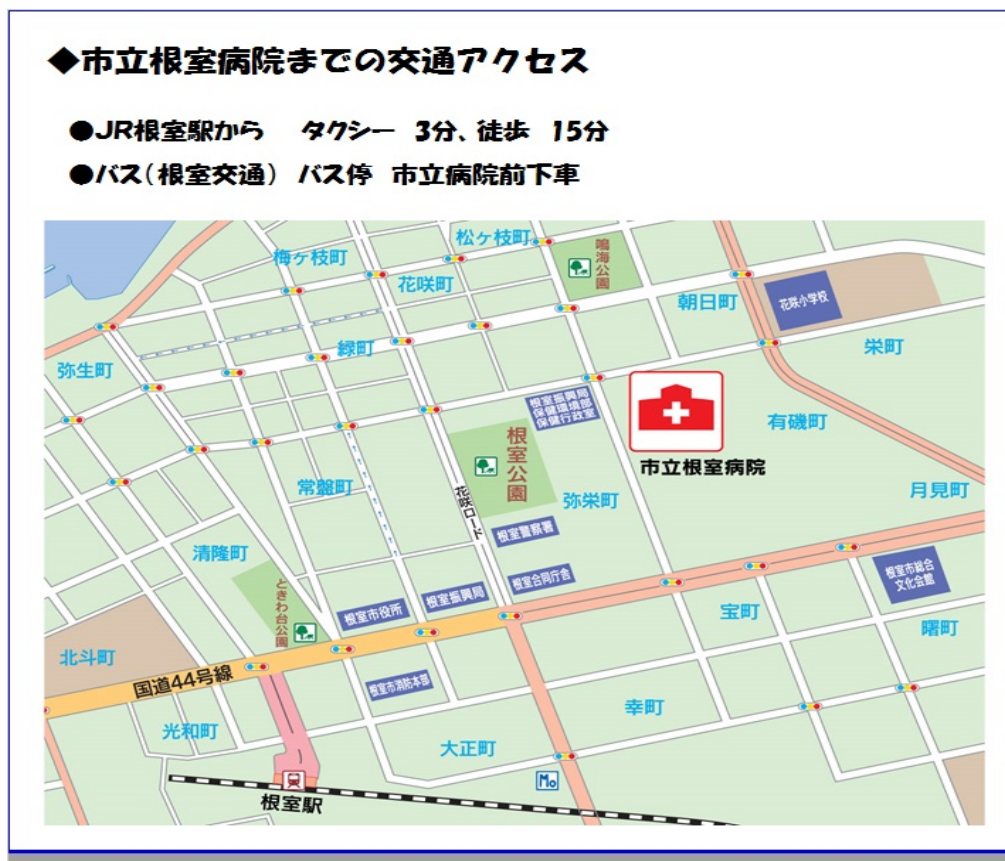 ◆市立根室病院までの交通アクセス
●JR根室駅から タクシー 3分、徒歩 15分
●バス(根室交通) バス停 市立病院前下車
松ヶ枝町
梅ヶ枝町
鳴海公園
花咲町
朝日町
花咲小学校
緑町
栄町
弥生町
根室振興局
保健環境部
保健行政室
有磯町
根室公園
市立根室病院
常盤町
花咲ロード
弥栄町
月見町
根室警察署
清隆町
根室市総合
文化会館
ときわ台公園
根室合同庁舎
根室振興局
根室市役所
宝町
曙町
北斗町
国道44号線
根室市消防本部
幸町
光和町
大正町
Mo
根室駅